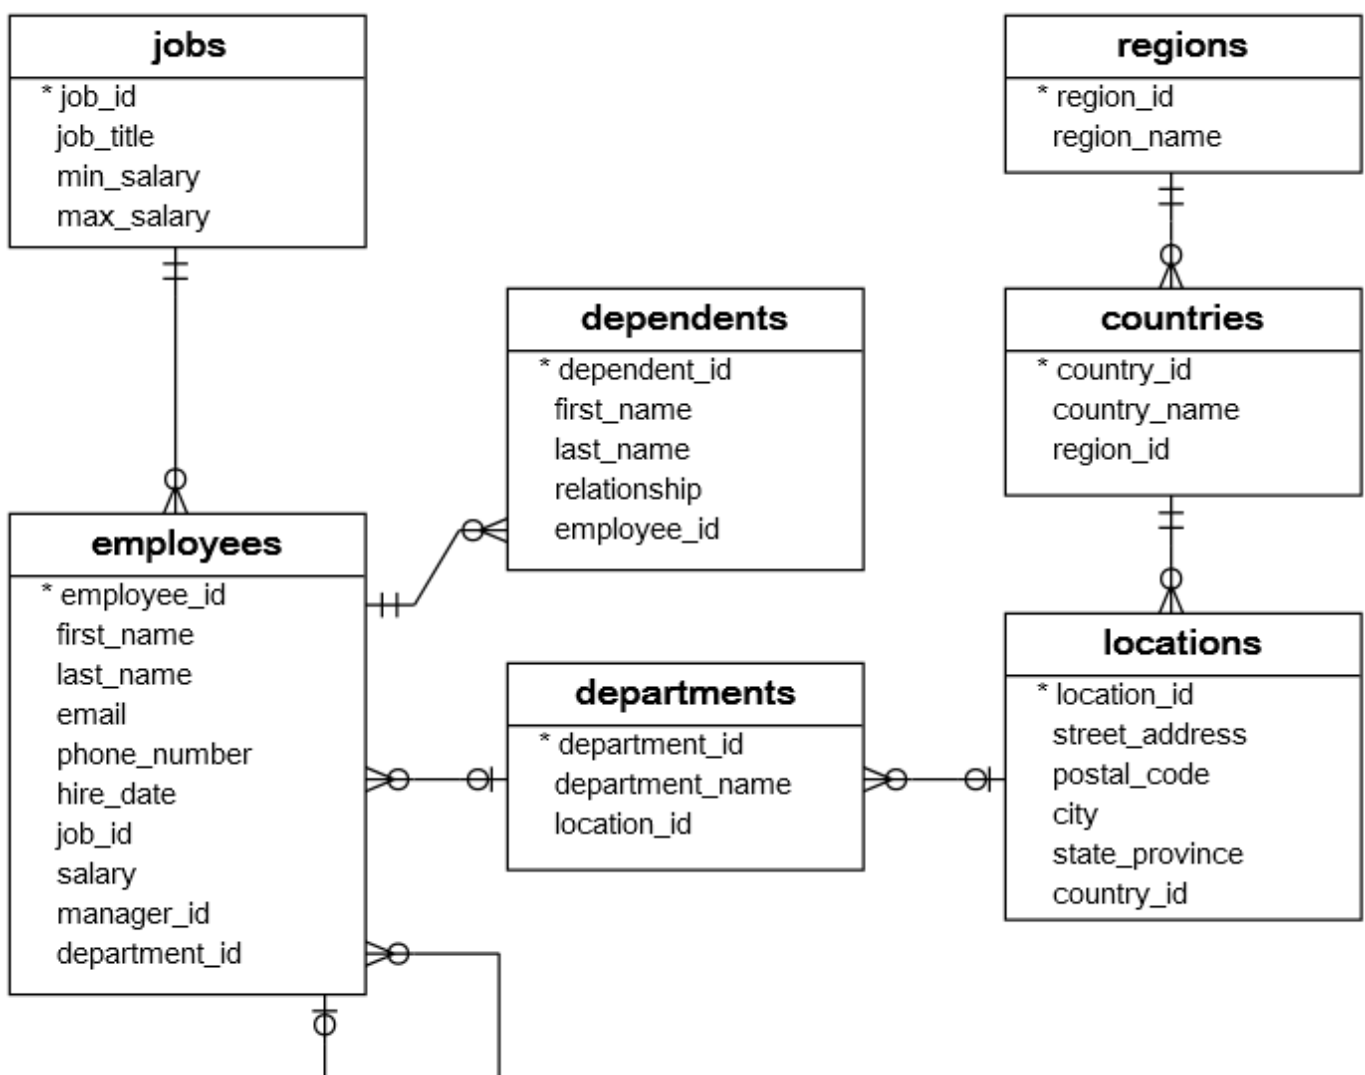 jobs
* job_id
job_title
min_salary
max_salary
regions
* region_id
region_name
dependents
* dependent_id
first_name
last_name
relationship
employee_id
countries
* country_id
country_name
region_id
employees
* employee_id
first_name
last_name
email
phone_number
hire_date
job_id
salary
manager_id
department_id
departments
* department_id
department_name
location_id
locations
* location_id
street_address
postal_code
city
state_province
country_id